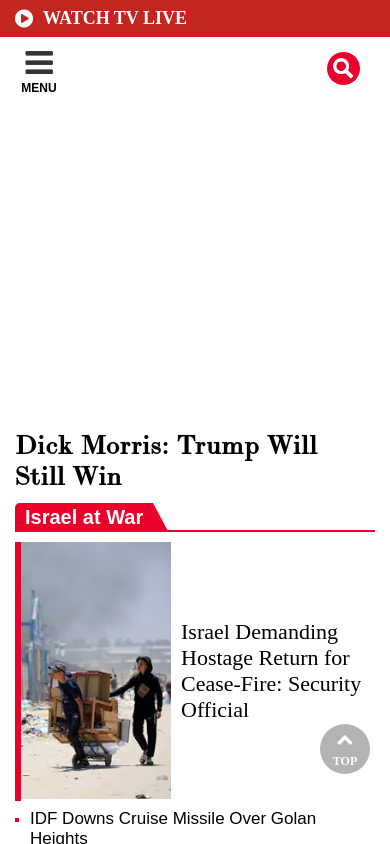 WATCH TV LIVE
MENU
Dick Morris: Trump Will
Still Win
Israel at War
Israel Demanding
Hostage Return for
Cease-Fire: Security
Official
TOP
IDF Downs Cruise Missile Over Golan
Heights